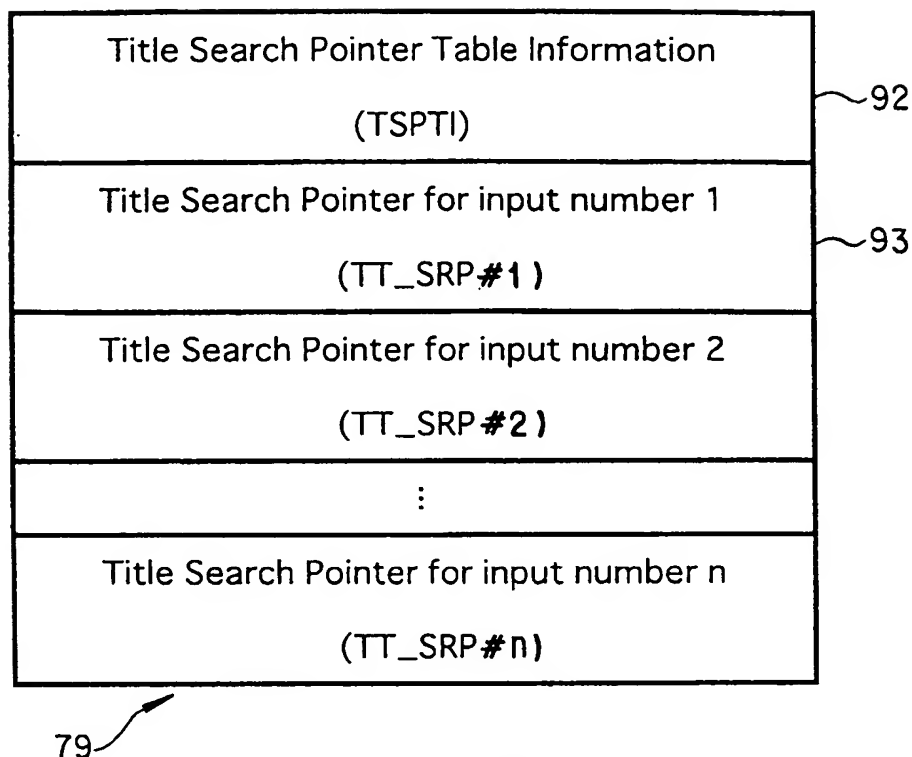 Title Search Pointer Table Information
(TSPTI)
92
Title Search Pointer for input number 1
(TT_SRP#1)
93
Title Search Pointer for input number 2
(TT_SRP#2)
⋮
Title Search Pointer for input number n
(TT_SRP#n)
79